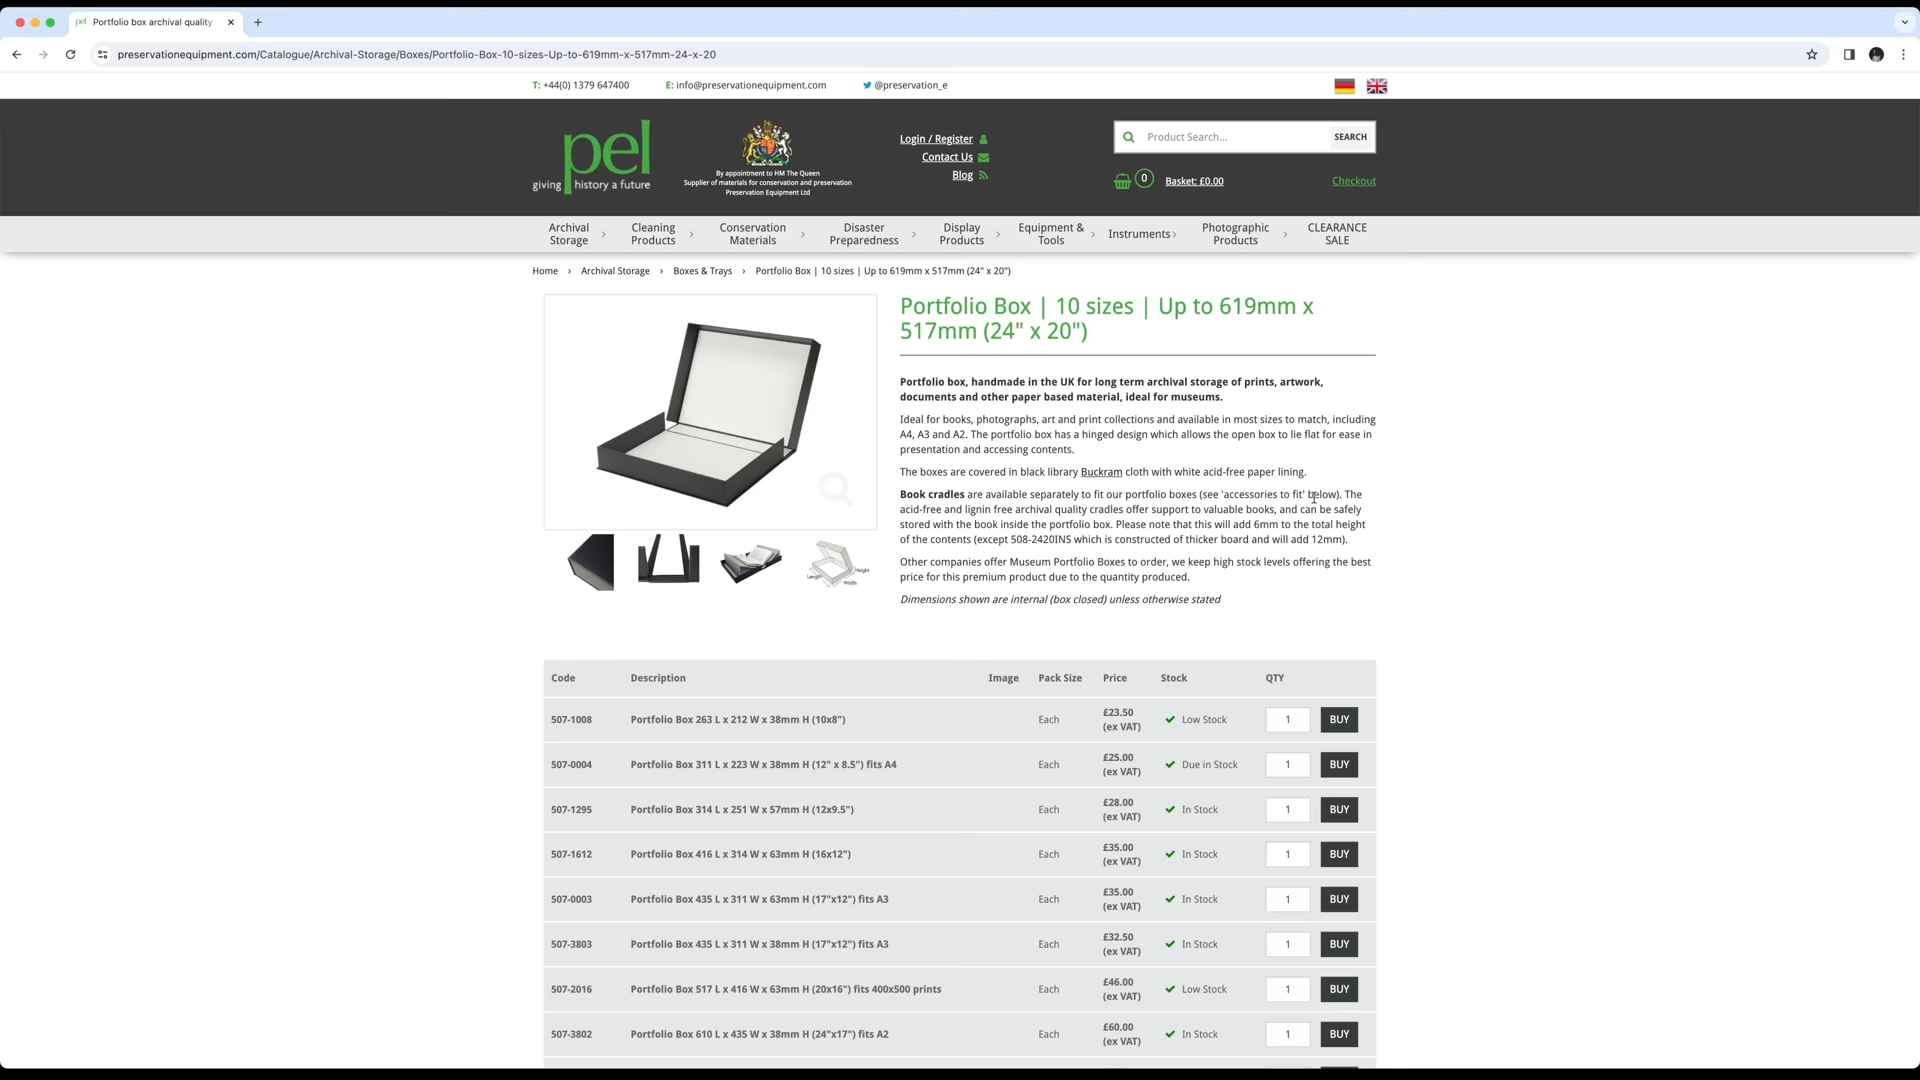 pel Portfolio box archival quality
preservationequipment.com/Catalogue/Archival-Storage/Boxes/Portfolio-Box-10-sizes-Up-to-619mm-x-517mm-24-x-20
T: +44(0) 1379 647400 E: info@preservationequipment.com @preservation_e
pel
giving history a future
By appointment to HM The Queen
Supplier of materials for conservation and preservation
Preservation Equipment Ltd
Login / Register
Contact Us
Blog
Product Search... SEARCH
0 Basket: £0.00 Checkout
Archival Storage
Cleaning Products
Conservation Materials
Disaster Preparedness
Display Products
Equipment & Tools
Instruments
Photographic Products
CLEARANCE SALE
Home › Archival Storage › Boxes & Trays › Portfolio Box | 10 sizes | Up to 619mm x 517mm (24" x 20")
Portfolio Box | 10 sizes | Up to 619mm x
517mm (24" x 20")
Portfolio box, handmade in the UK for long term archival storage of prints, artwork,
documents and other paper based material, ideal for museums.
Ideal for books, photographs, art and print collections and available in most sizes to match, including
A4, A3 and A2. The portfolio box has a hinged design which allows the open box to lie flat for ease in
presentation and accessing contents.
The boxes are covered in black library Buckram cloth with white acid-free paper lining.
Book cradles are available separately to fit our portfolio boxes (see 'accessories to fit' below). The
acid-free and lignin free archival quality cradles offer support to valuable books, and can be safely
stored with the book inside the portfolio box. Please note that this will add 6mm to the total height
of the contents (except 508-2420INS which is constructed of thicker board and will add 12mm).
Other companies offer Museum Portfolio Boxes to order, we keep high stock levels offering the best
price for this premium product due to the quantity produced.
Dimensions shown are internal (box closed) unless otherwise stated
Length Width Height
Code Description Image Pack Size Price Stock QTY
507-1008 Portfolio Box 263 L x 212 W x 38mm H (10x8") Each £23.50 (ex VAT) Low Stock 1 BUY
507-0004 Portfolio Box 311 L x 223 W x 38mm H (12" x 8.5") fits A4 Each £25.00 (ex VAT) Due in Stock 1 BUY
507-1295 Portfolio Box 314 L x 251 W x 57mm H (12x9.5") Each £28.00 (ex VAT) In Stock 1 BUY
507-1612 Portfolio Box 416 L x 314 W x 63mm H (16x12") Each £35.00 (ex VAT) In Stock 1 BUY
507-0003 Portfolio Box 435 L x 311 W x 63mm H (17"x12") fits A3 Each £35.00 (ex VAT) In Stock 1 BUY
507-3803 Portfolio Box 435 L x 311 W x 38mm H (17"x12") fits A3 Each £32.50 (ex VAT) In Stock 1 BUY
507-2016 Portfolio Box 517 L x 416 W x 63mm H (20x16") fits 400x500 prints Each £46.00 (ex VAT) Low Stock 1 BUY
507-3802 Portfolio Box 610 L x 435 W x 38mm H (24"x17") fits A2 Each £60.00 (ex VAT) In Stock 1 BUY